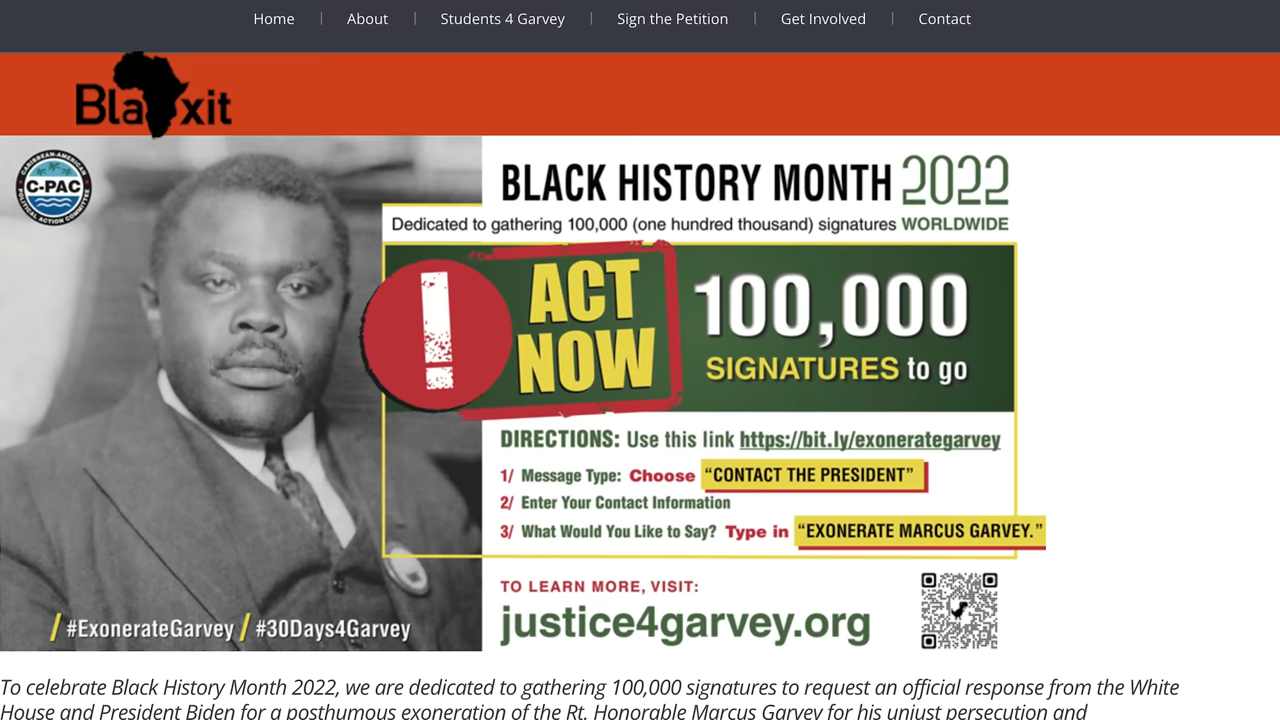 Home | About | Students 4 Garvey | Sign the Petition | Get Involved | Contact
Blaxit
CARIBBEAN-AMERICAN
C-PAC
POLITICAL ACTION COMMITTEE
BLACK HISTORY MONTH 2022
Dedicated to gathering 100,000 (one hundred thousand) signatures WORLDWIDE
! ACT NOW
100,000
SIGNATURES to go
DIRECTIONS: Use this link https://bit.ly/exonerategarvey
1/ Message Type: Choose “CONTACT THE PRESIDENT”
2/ Enter Your Contact Information
3/ What Would You Like to Say? Type in “EXONERATE MARCUS GARVEY.”
TO LEARN MORE, VISIT:
justice4garvey.org
/ #ExonerateGarvey / #30Days4Garvey
To celebrate Black History Month 2022, we are dedicated to gathering 100,000 signatures to request an official response from the White
House and President Biden for a posthumous exoneration of the Rt. Honorable Marcus Garvey for his unjust persecution and